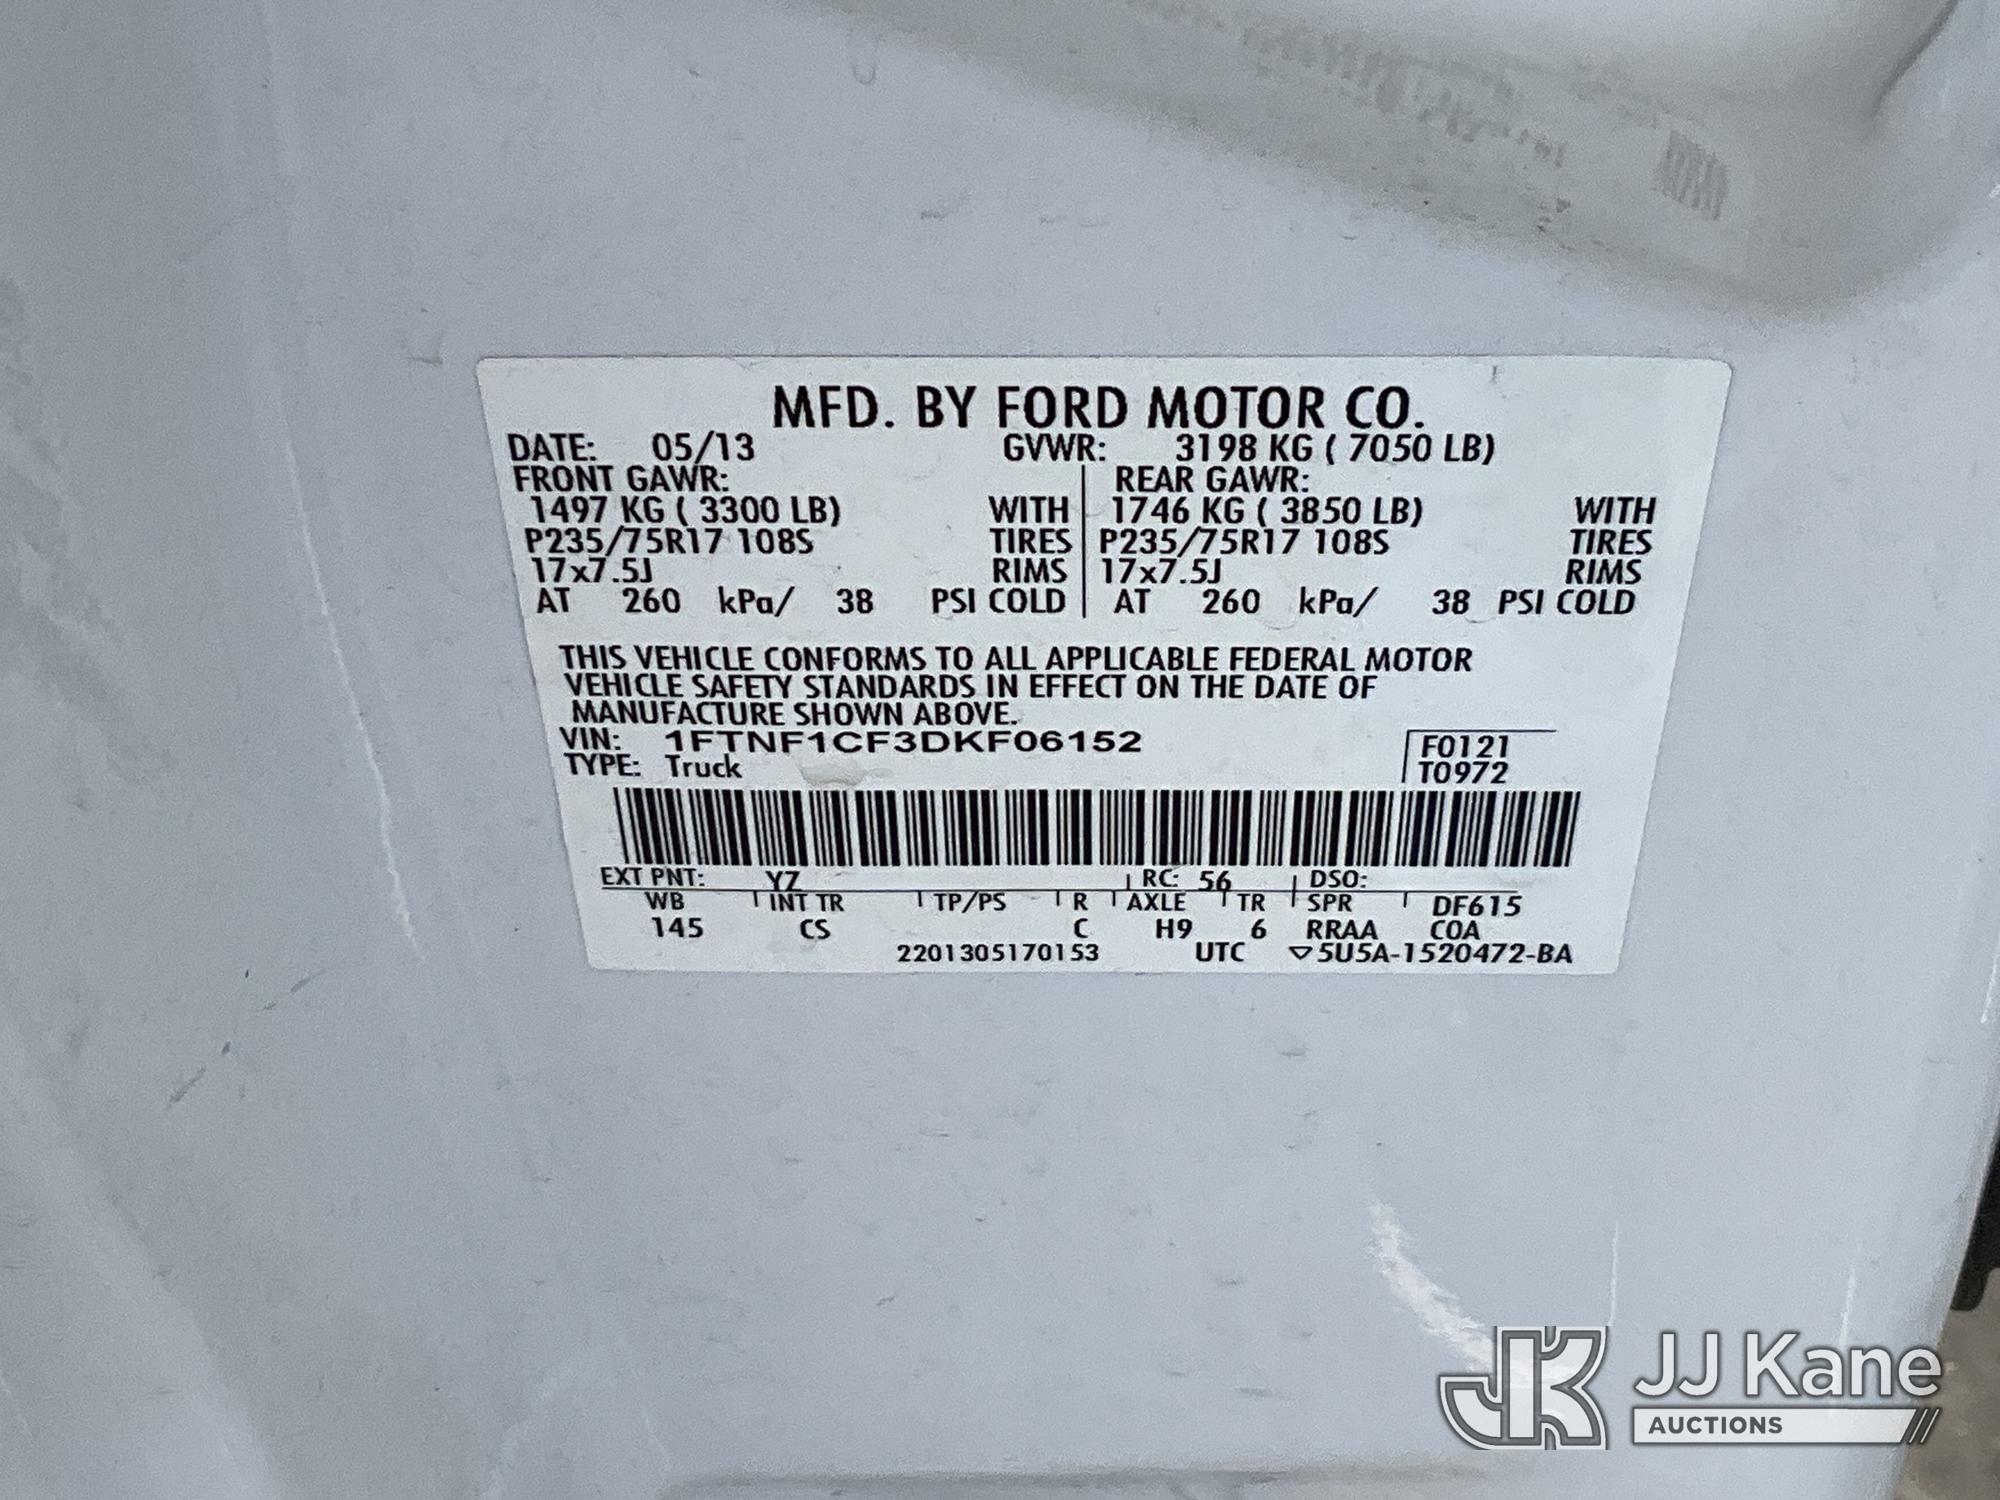 MFD. BY FORD MOTOR CO.
DATE: 05/13 GVWR: 3198 KG ( 7050 LB)
FRONT GAWR: REAR GAWR:
1497 KG ( 3300 LB) WITH 1746 KG ( 3850 LB) WITH
P235/75R17 108S TIRES P235/75R17 108S TIRES
17x7.5J RIMS 17x7.5J RIMS
AT 260 kPa/ 38 PSI COLD AT 260 kPa/ 38 PSI COLD
THIS VEHICLE CONFORMS TO ALL APPLICABLE FEDERAL MOTOR
VEHICLE SAFETY STANDARDS IN EFFECT ON THE DATE OF
MANUFACTURE SHOWN ABOVE.
VIN: 1FTNF1CF3DKF06152 F0121
TYPE: Truck T0972
EXT PNT: YZ RC: 56 DSO:
WB INT TR TP/PS R AXLE TR SPR DF615
145 CS C H9 6 RRAA COA
2201305170153 UTC ▽5U5A-1520472-BA
JK JJ Kane
AUCTIONS